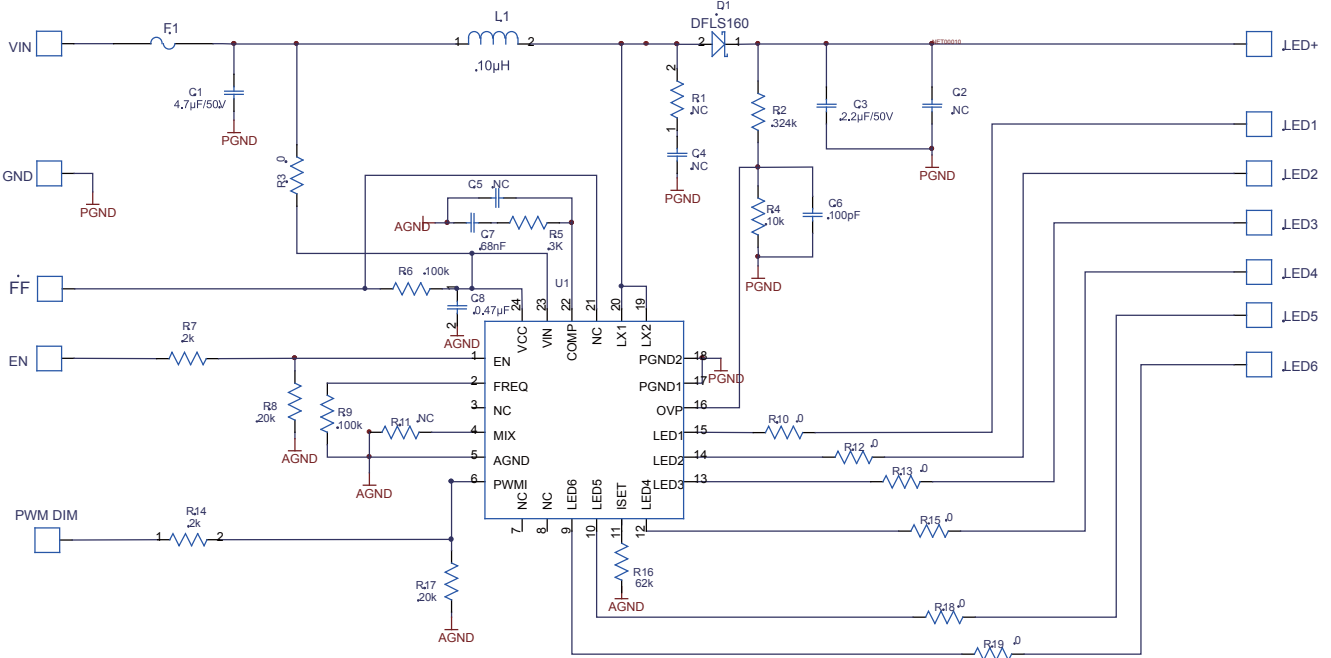 VIN
F1
L1
1
2
10µH
D1
DFLS160
2
1
LED+
C1
4.7µF/50V
PGND
2
R1
NC
1
C4
NC
PGND
R2
324k
C3
2.2µF/50V
C2
NC
PGND
LED1
GND
PGND
R3
0
C5
NC
AGND
C7
68nF
R5
3K
R4
10k
C6
100pF
PGND
LED2
LED3
FF
R6
100k
C8
0.47µF
2
AGND
U1
24
23
22
21
20
19
VCC
VIN
COMP
NC
LX1
LX2
LED4
LED5
LED6
EN
R7
2k
R8
20k
AGND
R9
100k
R11
NC
AGND
1
EN
2
FREQ
3
NC
4
MIX
5
AGND
6
PWMI
PGND2
18
PGND
PGND1
17
OVP
16
LED1
15
LED2
14
LED3
13
R10
0
R12
0
R13
0
NC
NC
LED6
LED5
ISET
LED4
7
8
9
10
11
12
PWM DIM
R14
2k
1
2
R17
20k
AGND
R16
62k
AGND
R15
0
R18
0
R19
0